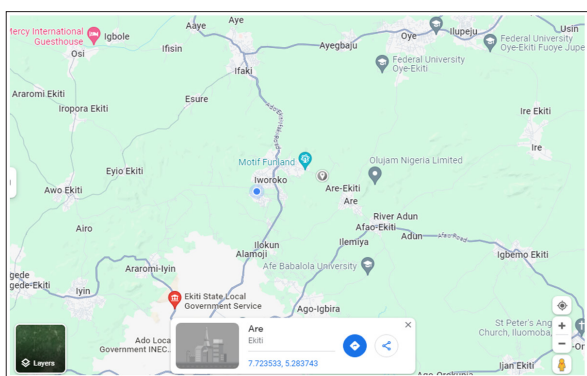 Mercy International
Guesthouse
Igbole
Osi
Aaye
Aye
Ifisin
Ifaki
Ayegbaju
Oye
Ilupeju
Usin
Federal University
Oye-Ekiti Fuoye Jupe
Federal University
Oye-Ekiti
Araromi Ekiti
Iropora Ekiti
Esure
Ire Ekiti
Ire
Motif Funland
Olujam Nigeria Limited
Eyio Ekiti
Iworoko
Are-Ekiti
Are
Awo Ekiti
River Adun
Afao-Ekiti
Airo
Ilokun
Ilemiya
Adun
Alamoji
Igbemo Ekiti
Araromi-Iyin
Afe Babalola University
gede
gede-Ekiti
Iyin
Ekiti State Local
Government Service
Ago-Igbira
Ado Loca
Government INEC
Are
Ekiti
7.723533, 5.283743
St Peter's Ang
Church, Iluomoba,
Ijan Ekiti
Layers